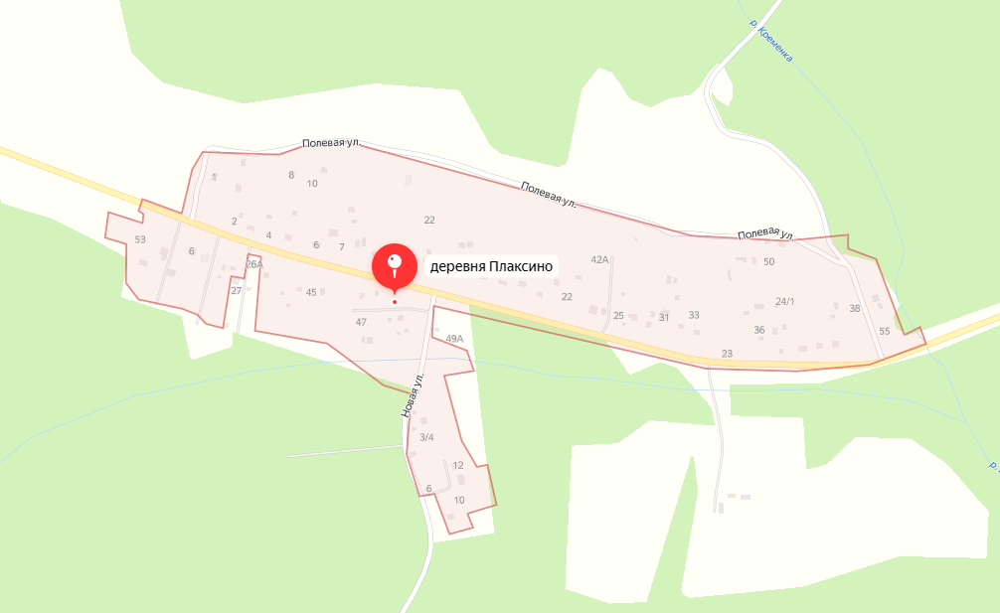 р. Кременка
Полевая ул.
1
8
10
Полевая ул.
2
4
22
6
7
Полевая ул.
53
6
26А
деревня Плаксино
42А
50
27
45
22
24/1
47
25
31
33
38
36
55
49А
23
Новая ул.
3/4
12
р.
6
10